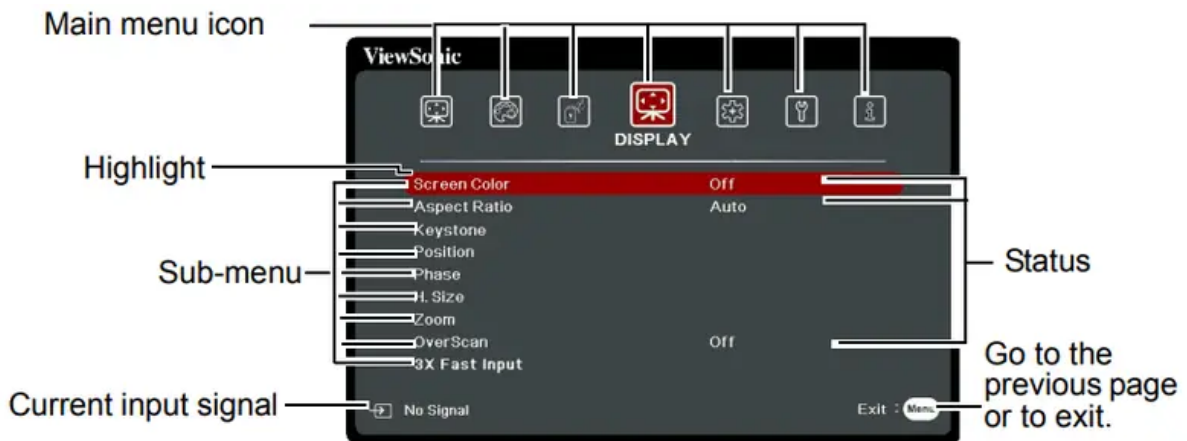 Main menu icon
ViewSonic
DISPLAY
Highlight
Screen Color Off
Aspect Ratio Auto
Keystone
Position
Sub-menu
Phase
Status
H. Size
Zoom
OverScan Off
3X Fast Input
Go to the
previous page
or to exit.
Current input signal
No Signal
Exit : Menu